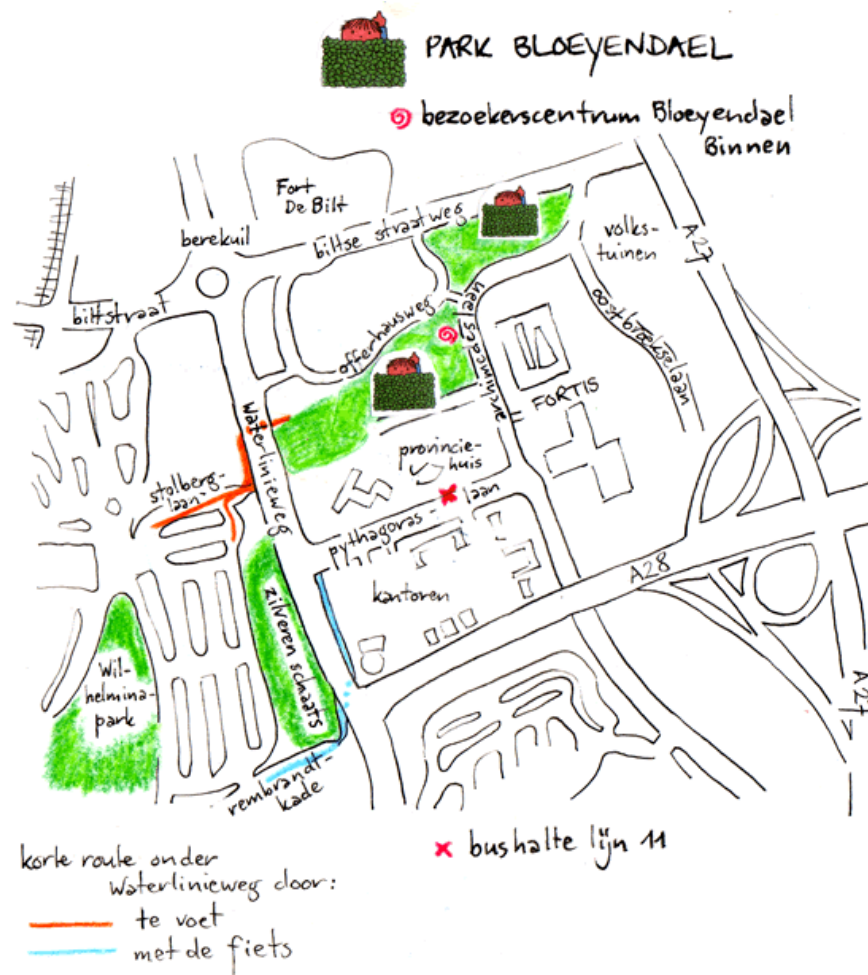 PARK BLOEYENDAEL
bezoekerscentrum Bloeyendael
Binnen
Fort
De Bilt
berekuil
biltse straatweg
volks-
tuinen
A27
biltstraat
offerhausweg
archimedeslaan
oostbroekselaan
FORTIS
Waterlinieweg
provincie-
huis
stolberg-
laan
pythagoras-laan
A28
kantoren
zilveren schaats
Wil-
helmina-
park
A27
rembrandt-
kade
korte route onder
Waterlinieweg door:
te voet
met de fiets
bushalte lijn 11